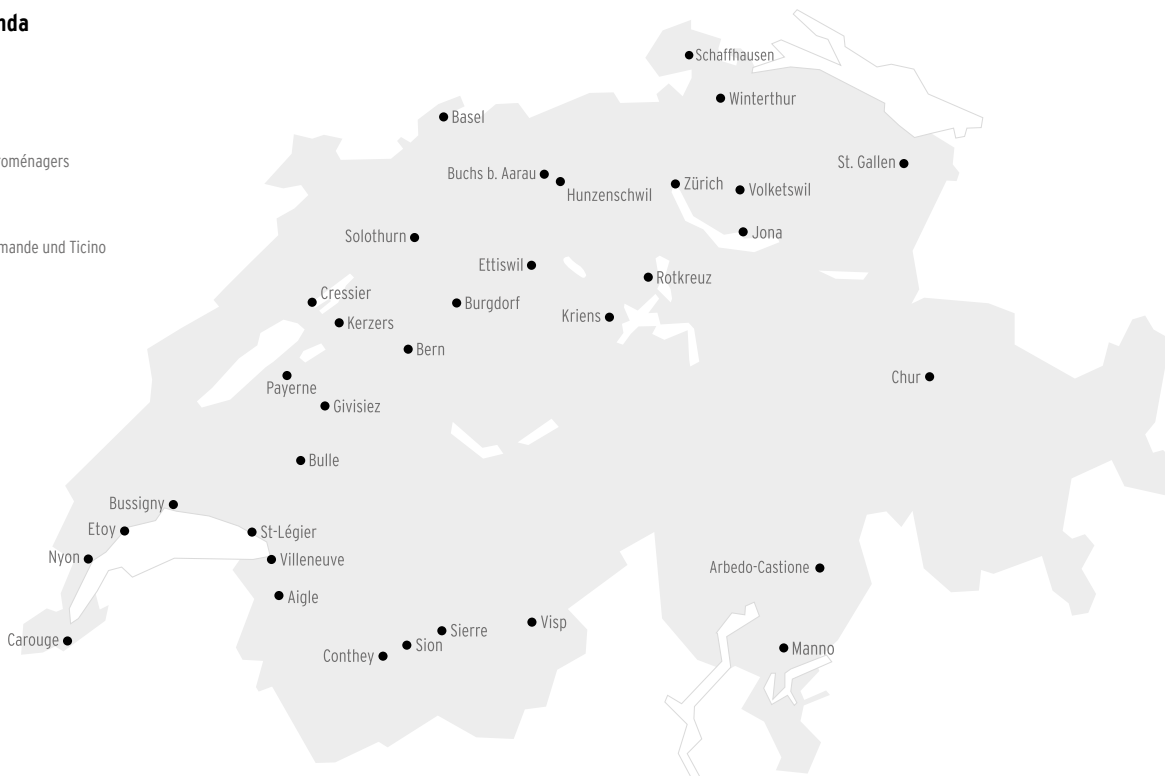 nda
Schaffhausen
Winterthur
Basel
roménagers
St. Gallen
Buchs b. Aarau
Hunzenschwil
Zürich
Volketswil
Jona
Solothurn
mande und Ticino
Ettiswil
Rotkreuz
Cressier
Burgdorf
Kriens
Kerzers
Bern
Chur
Payerne
Givisiez
Bulle
Bussigny
Etoy
St-Légier
Nyon
Villeneuve
Arbedo-Castione
Aigle
Visp
Sierre
Carouge
Sion
Manno
Conthey